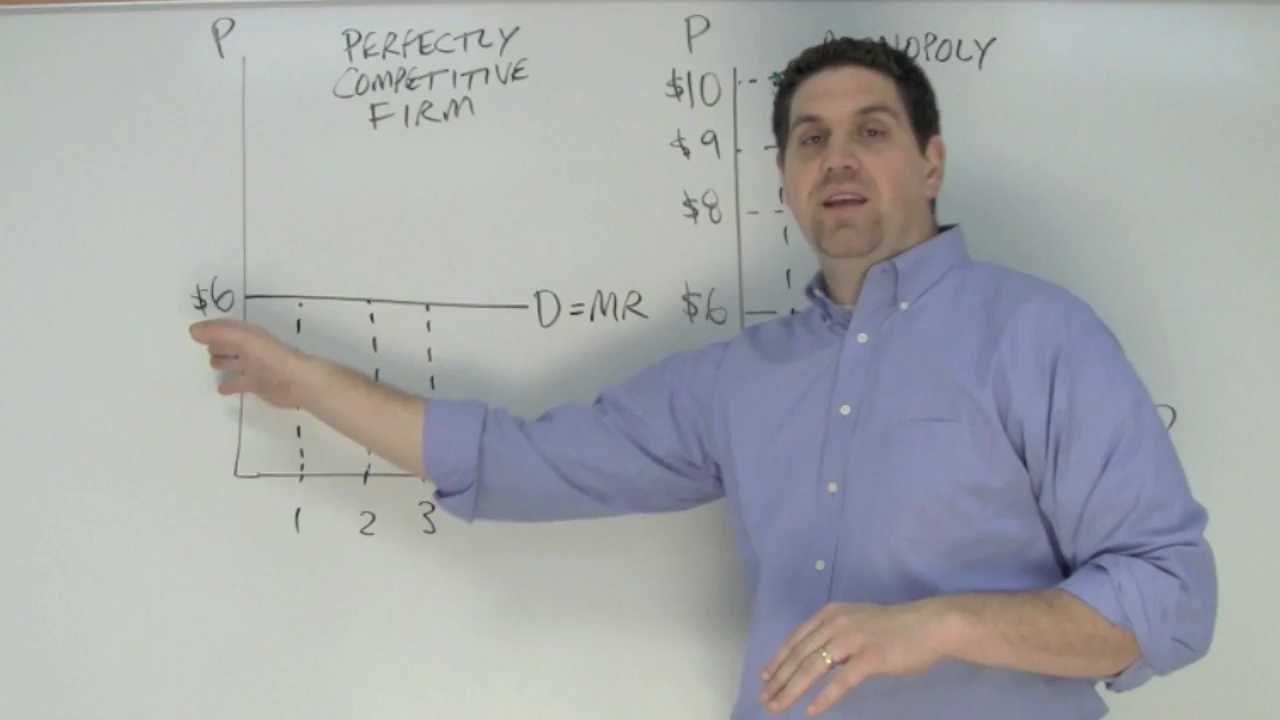 P
PERFECTLY
COMPETITIVE
FIRM
$6
D=MR
1 2 3
P
$10
$9
$8
$6